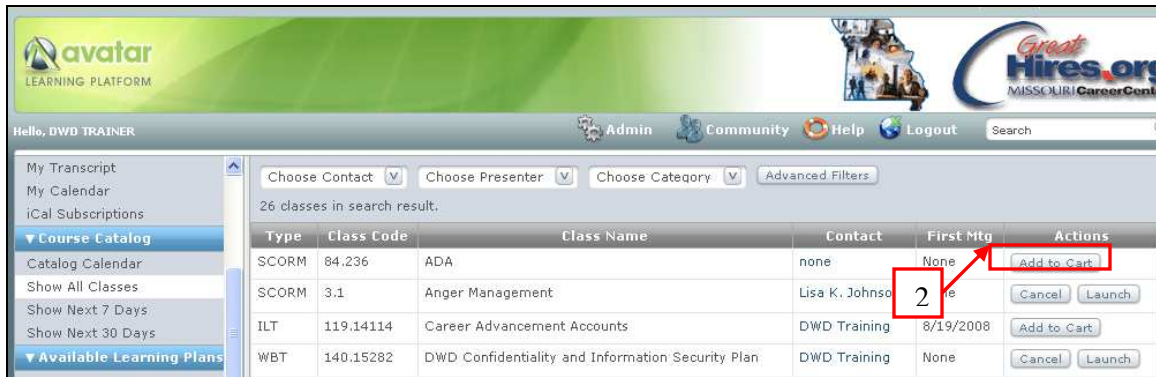 avatar
LEARNING PLATFORM
Great
Hires.org
MISSOURI CareerCent
Hello, DWD TRAINER
Admin Community Help Logout Search
My Transcript
My Calendar
iCal Subscriptions
Course Catalog
Catalog Calendar
Show All Classes
Show Next 7 Days
Show Next 30 Days
Available Learning Plans
Choose Contact V Choose Presenter V Choose Category V Advanced Filters
26 classes in search result.
Type Class Code Class Name Contact First Mtg Actions
SCORM 84.236 ADA none None Add to Cart
SCORM 3.1 Anger Management Lisa K. Johnso 2 ne Cancel Launch
ILT 119.14114 Career Advancement Accounts DWD Training 8/19/2008 Add to Cart
WBT 140.15282 DWD Confidentiality and Information Security Plan DWD Training None Cancel Launch